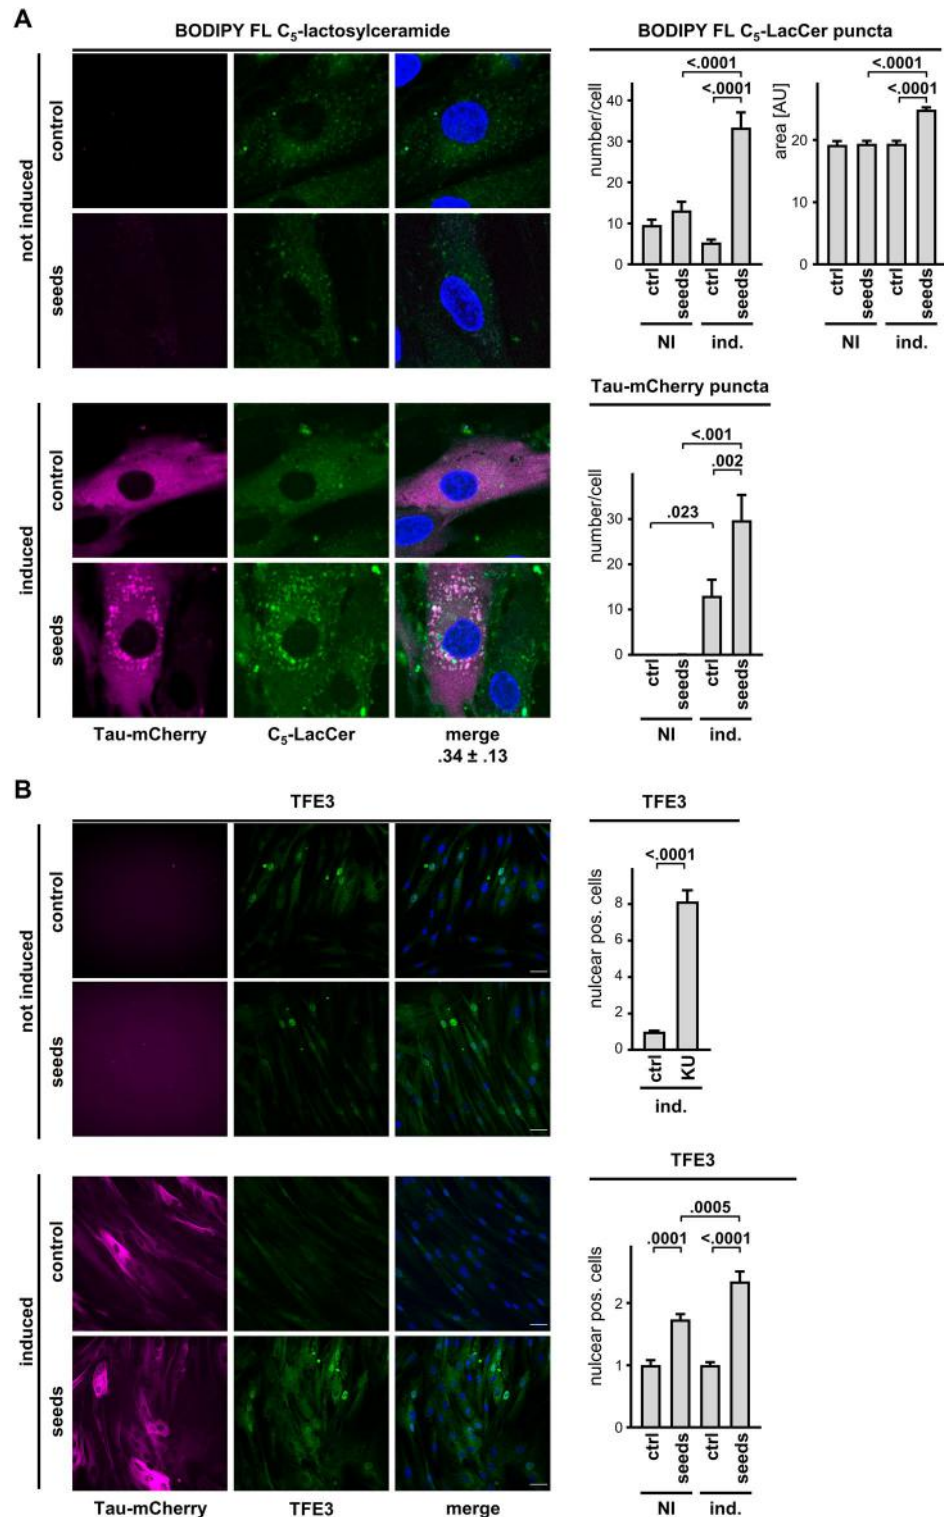 A
BODIPY FL C5-lactosylceramide
not induced
control
seeds
induced
control
seeds
Tau-mCherry
C5-LacCer
merge
.34 ± .13
BODIPY FL C5-LacCer puncta
number/cell
40
30
20
10
0
<.0001
<.0001
ctrl
seeds
ctrl
seeds
NI
ind.
area [AU]
20
20
0
<.0001
<.0001
ctrl
seeds
ctrl
seeds
NI
ind.
Tau-mCherry puncta
number/cell
30
20
10
0
<.001
.002
.023
ctrl
seeds
ctrl
seeds
NI
ind.
B
TFE3
not induced
control
seeds
induced
control
seeds
Tau-mCherry
TFE3
merge
TFE3
nulcear pos. cells
8
6
4
2
0
<.0001
ctrl
KU
ind.
TFE3
nulcear pos. cells
2
1
0
.0005
.0001
<.0001
ctrl
seeds
ctrl
seeds
NI
ind.